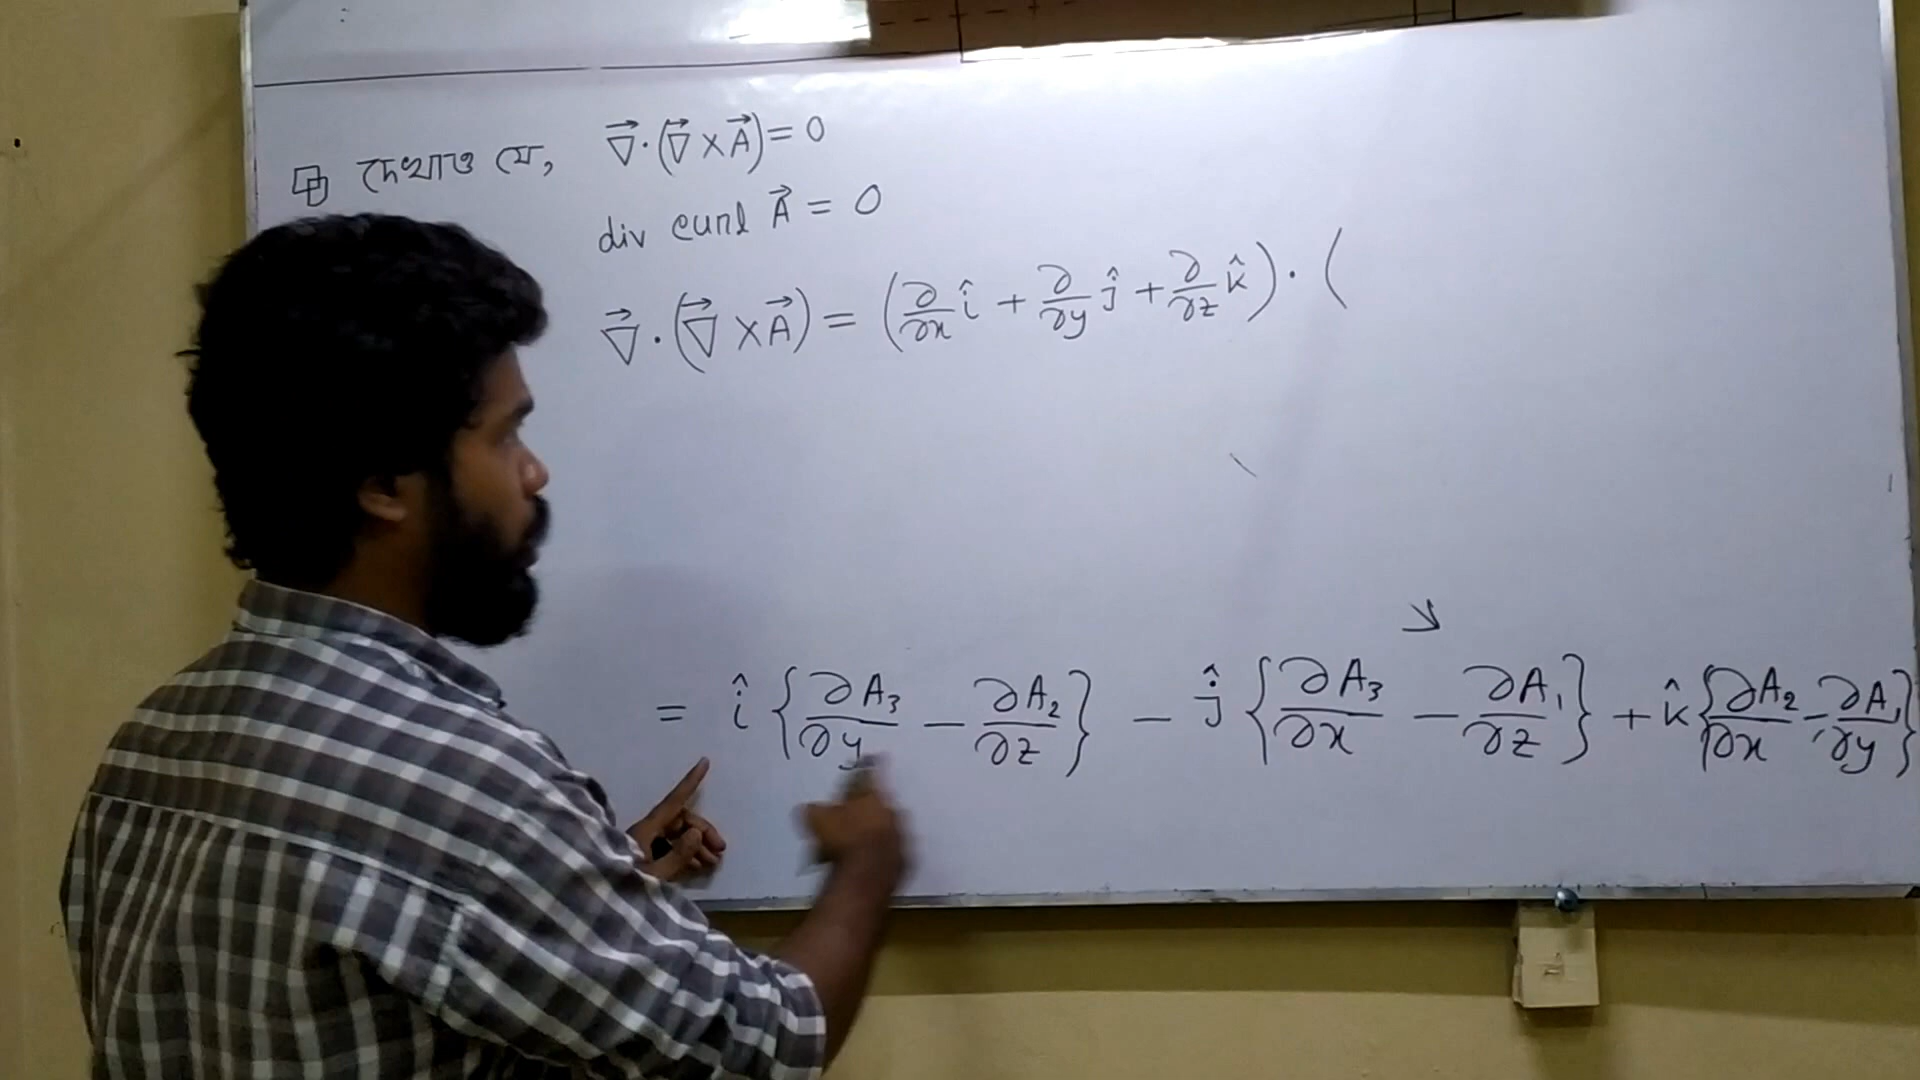 দেখাও যে, ∇⃗·(∇⃗×A⃗)=0
div curl A⃗ = 0
∇⃗·(∇⃗×A⃗) = (∂/∂x î + ∂/∂y ĵ + ∂/∂z k̂)·(
= î {∂A₃/∂y − ∂A₂/∂z} − ĵ {∂A₃/∂x − ∂A₁/∂z} + k̂ {∂A₂/∂x − ∂A₁/∂y}